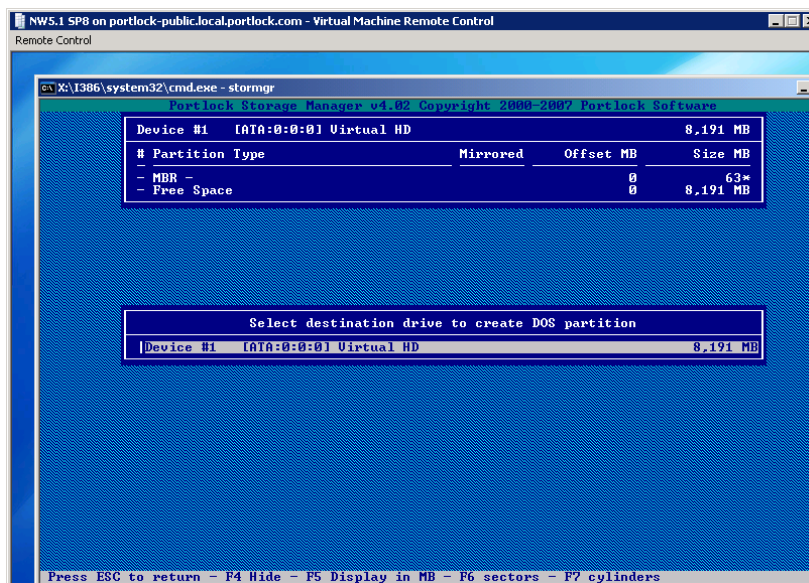 NW5.1 SP8 on portlock-public.local.portlock.com - Virtual Machine Remote Control
Remote Control
X:\I386\system32\cmd.exe - stormgr
Portlock Storage Manager v4.02 Copyright 2000-2007 Portlock Software
Device #1 [ATA:0:0:0] Virtual HD 8,191 MB
# Partition Type Mirrored Offset MB Size MB
- MBR - 0 63*
- Free Space 0 8,191 MB
Select destination drive to create DOS partition
Device #1 [ATA:0:0:0] Virtual HD 8,191 MB
Press ESC to return - F4 Hide - F5 Display in MB - F6 sectors - F7 cylinders